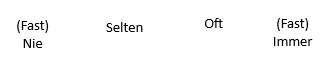 (Fast)
Nie
Selten
Oft
(Fast)
Immer